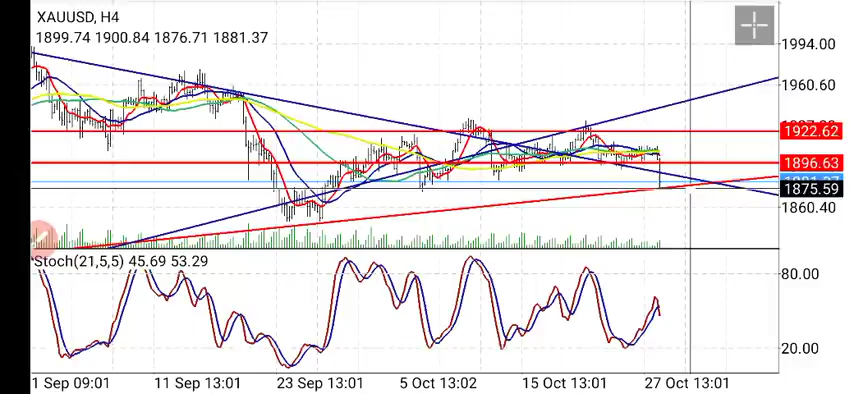 XAUUSD, H4
1899.74 1900.84 1876.71 1881.37
1994.00
1960.60
1922.62
1896.63
1875.59
1860.40
Stoch(21,5,5) 45.69 53.29
80.00
20.00
1 Sep 09:01 11 Sep 13:01 23 Sep 13:01 5 Oct 13:02 15 Oct 13:01 27 Oct 13:01